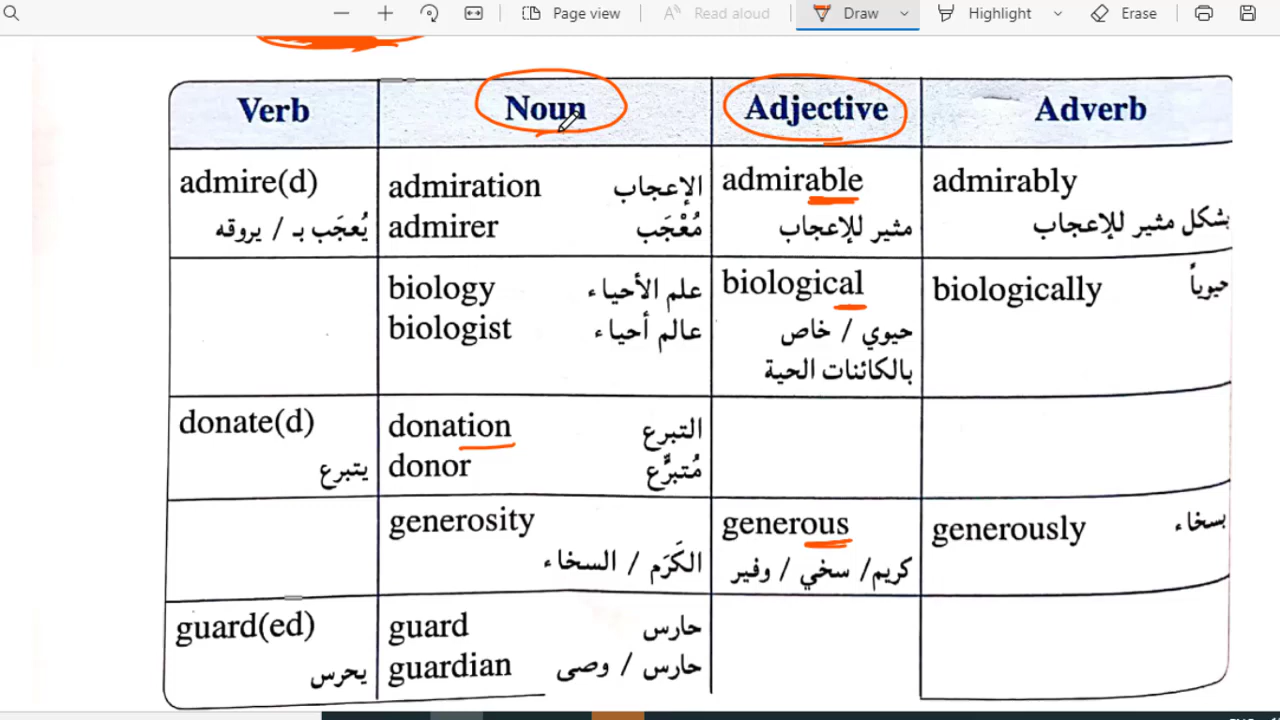 Page view
Read aloud
Draw
Highlight
Erase
Verb Noun Adjective Adverb
admire(d) admiration الإعجاب admirable admirably
يُعجَب بـ / يروقه admirer مُعْجَب مثير للإعجاب بشكل مثير للإعجاب
biology علم الأحياء biological biologically حيوياً
biologist عالم أحياء حيوي / خاص
بالكائنات الحية
donate(d) donation التبرع
يتبرع donor مُتبرِّع
generosity generous generously بسخاء
الكَرَم / السخاء كريم/ سخي / وفير
guard(ed) guard حارس
يحرس guardian حارس / وصى